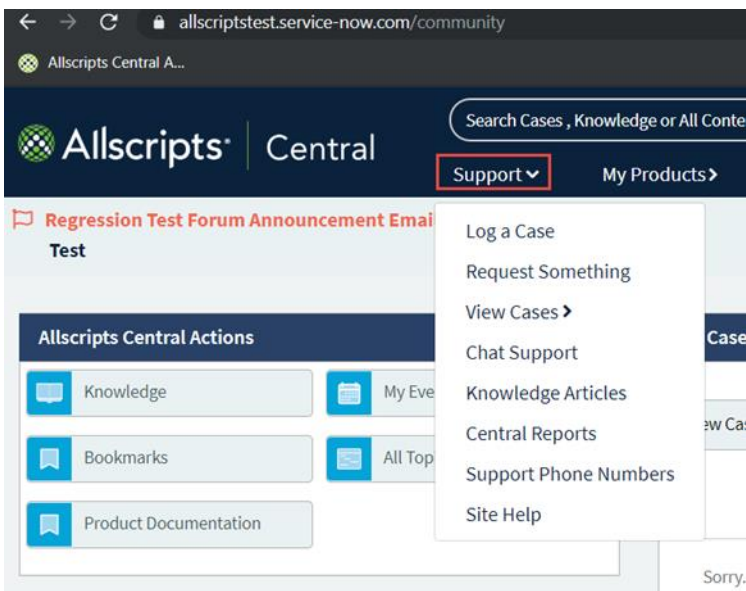 allscriptstest.service-now.com/community
Allscripts Central A...
Allscripts Central
Search Cases , Knowledge or All Conte
Support
My Products
Regression Test Forum Announcement Emai
Test
Log a Case
Request Something
View Cases
Chat Support
Knowledge Articles
Central Reports
Support Phone Numbers
Site Help
Allscripts Central Actions
Knowledge
My Eve
Bookmarks
All Top
Product Documentation
Case
ew Cas
Sorry.